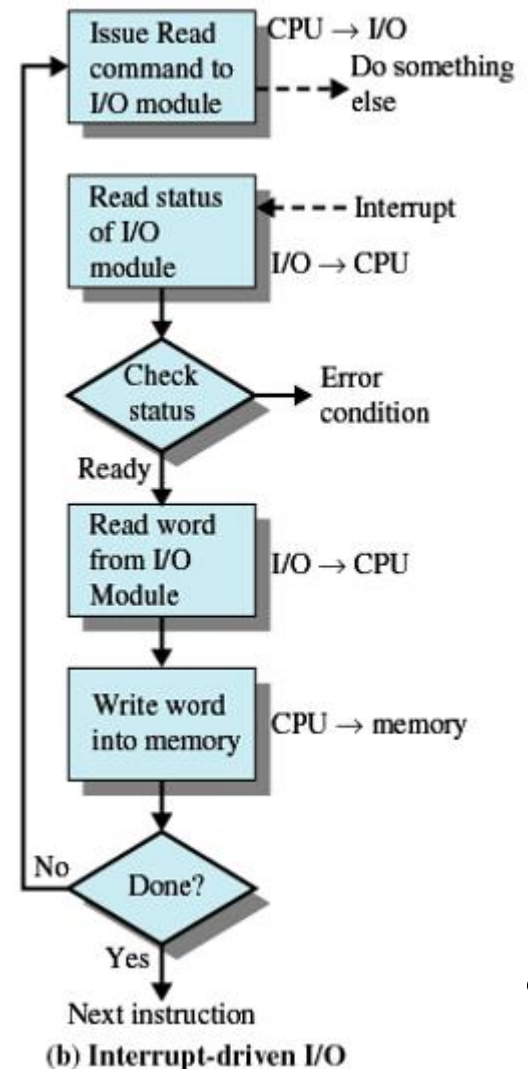 Issue Read
command to
I/O module
CPU → I/O
Do something
else
Read status
of I/O
module
Interrupt
I/O → CPU
Check
status
Error
condition
Ready
Read word
from I/O
Module
I/O → CPU
Write word
into memory
CPU → memory
No
Done?
Yes
Next instruction
(b) Interrupt-driven I/O